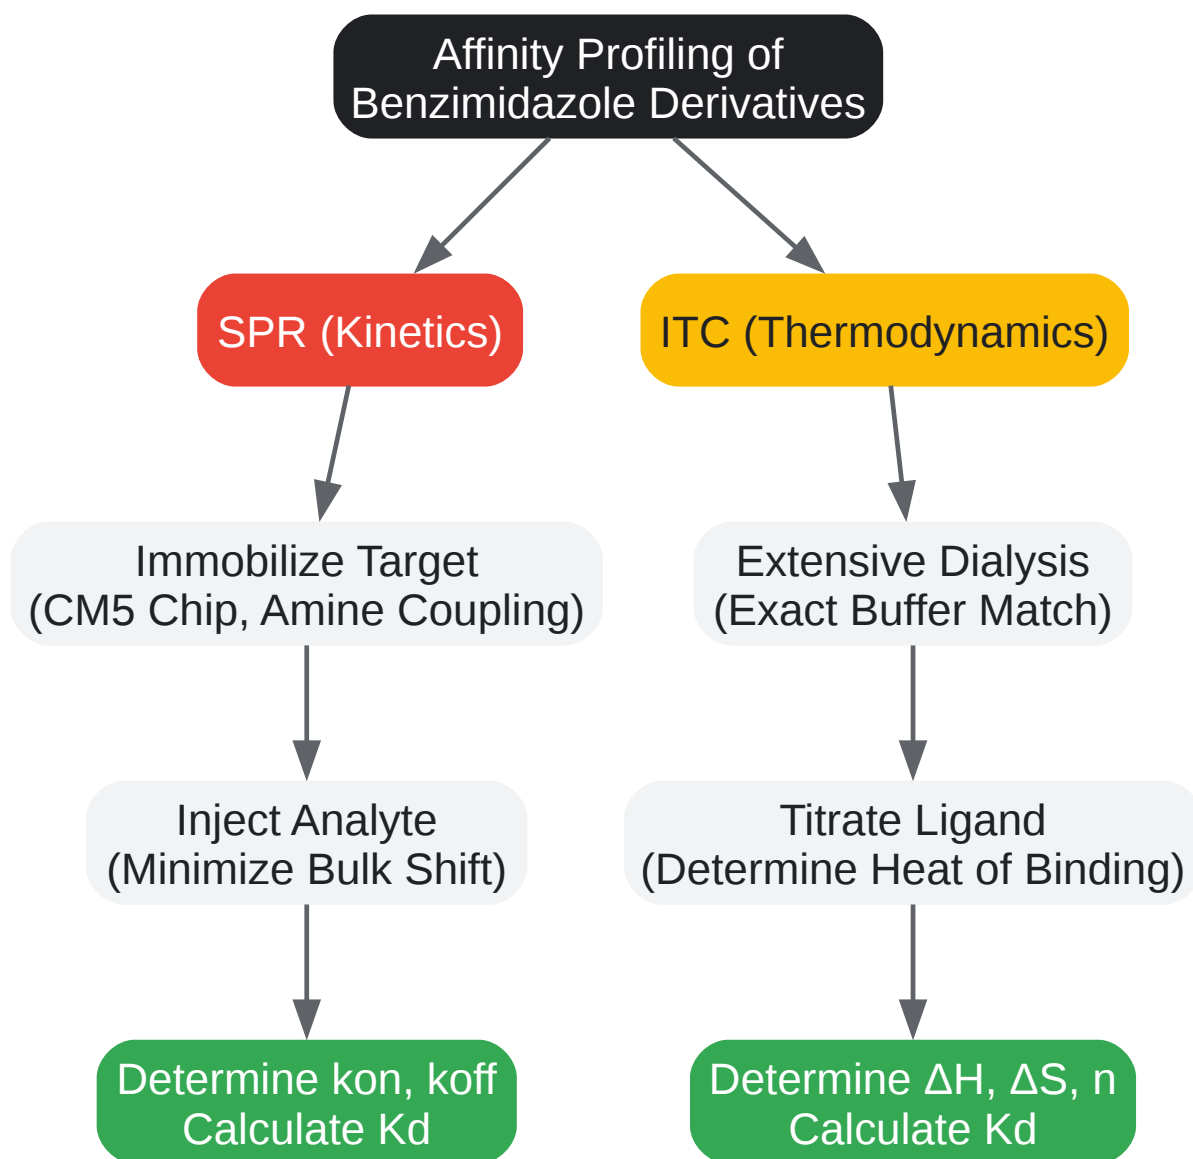 Affinity Profiling of
Benzimidazole Derivatives
SPR (Kinetics)
ITC (Thermodynamics)
Immobilize Target
(CM5 Chip, Amine Coupling)
Extensive Dialysis
(Exact Buffer Match)
Inject Analyte
(Minimize Bulk Shift)
Titrate Ligand
(Determine Heat of Binding)
Determine kon, koff
Calculate Kd
Determine ΔH, ΔS, n
Calculate Kd